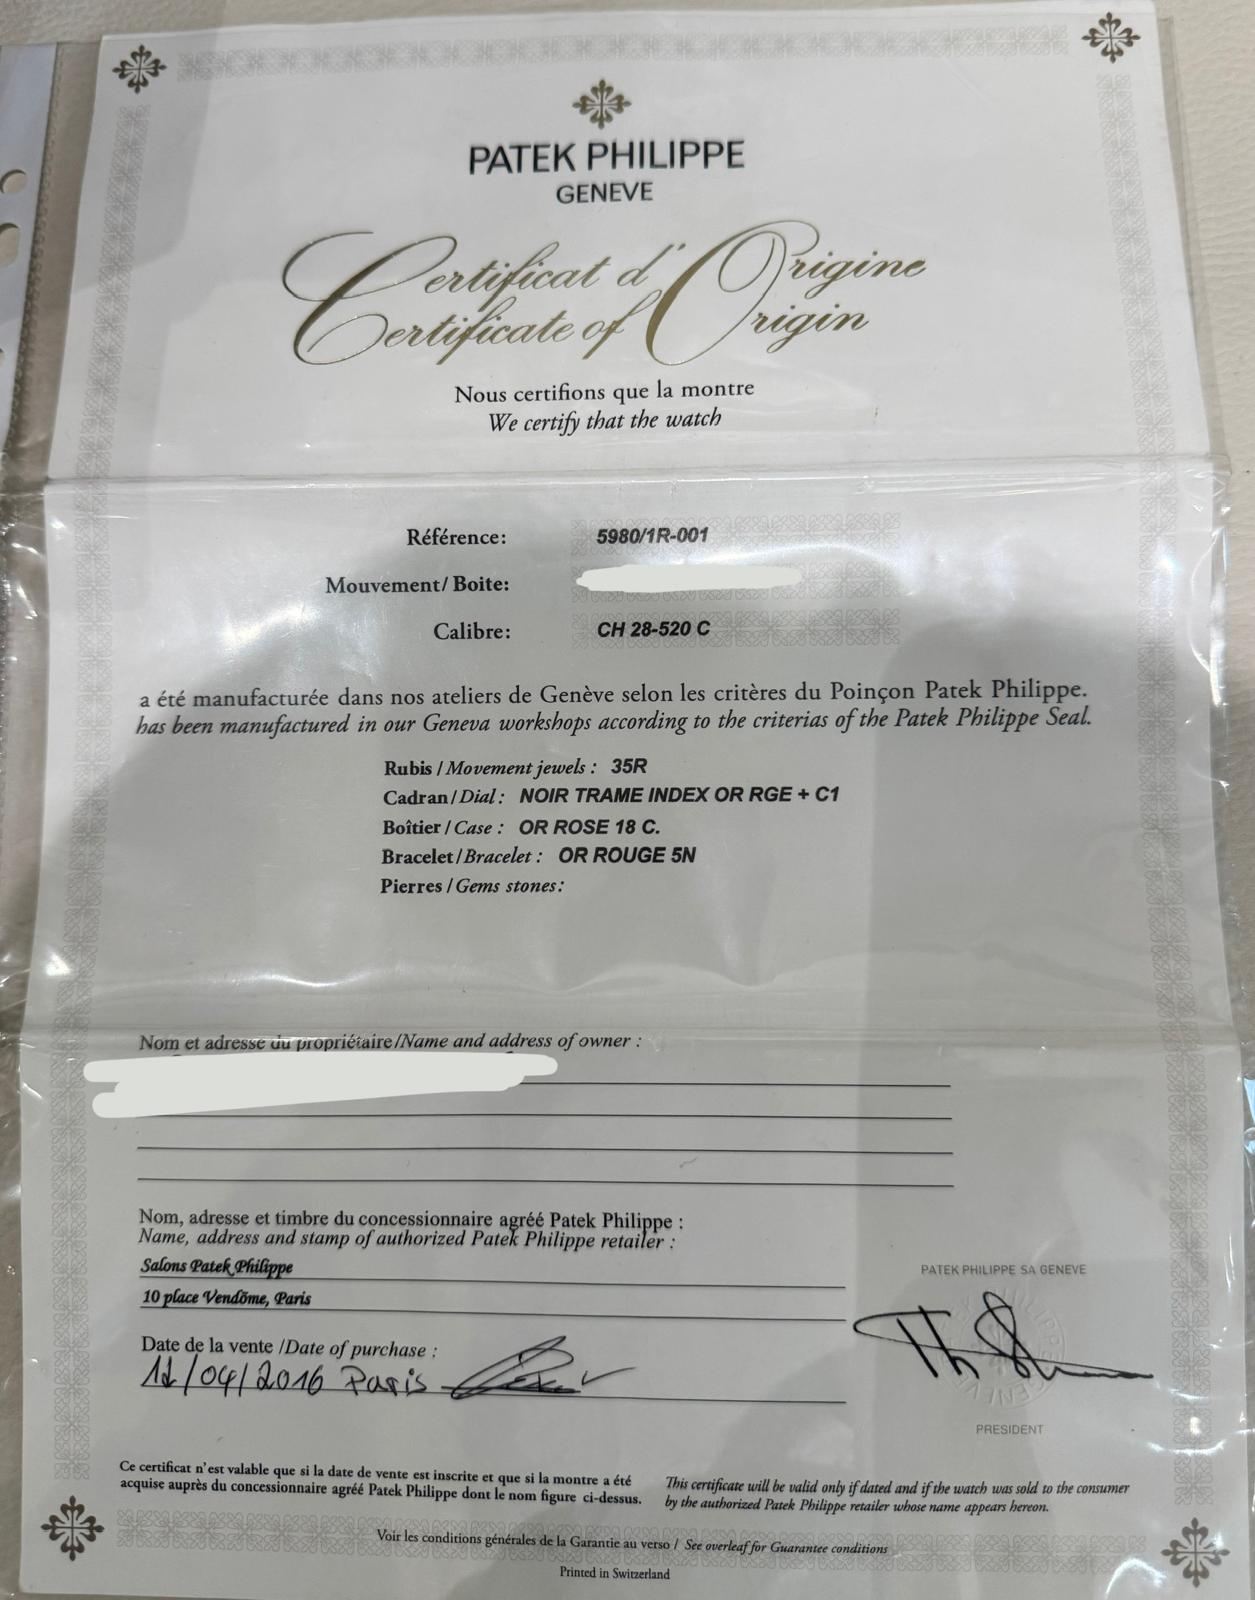 PATEK PHILIPPE
GENEVE
Certificat d'Origine
Certificate of Origin
Nous certifions que la montre
We certify that the watch
Référence: 5980/1R-001
Mouvement/ Boite:
Calibre: CH 28-520 C
a été manufacturée dans nos ateliers de Genève selon les critères du Poinçon Patek Philippe.
has been manufactured in our Geneva workshops according to the criterias of the Patek Philippe Seal.
Rubis / Movement jewels : 35R
Cadran / Dial : NOIR TRAME INDEX OR RGE + C1
Boîtier / Case : OR ROSE 18 C.
Bracelet / Bracelet : OR ROUGE 5N
Pierres / Gems stones:
Nom et adresse du propriétaire/Name and address of owner :
Nom, adresse et timbre du concessionnaire agréé Patek Philippe :
Name, address and stamp of authorized Patek Philippe retailer :
Salons Patek Philippe
10 place Vendôme, Paris
PATEK PHILIPPE SA GENEVE
Date de la vente /Date of purchase :
11/04/2016 Paris
PRESIDENT
Ce certificat n'est valable que si la date de vente est inscrite et que si la montre a été
acquise auprès du concessionnaire agréé Patek Philippe dont le nom figure ci-dessus.
This certificate will be valid only if dated and if the watch was sold to the consumer
by the authorized Patek Philippe retailer whose name appears hereon.
Voir les conditions générales de la Garantie au verso / See overleaf for Guarantee conditions
Printed in Switzerland